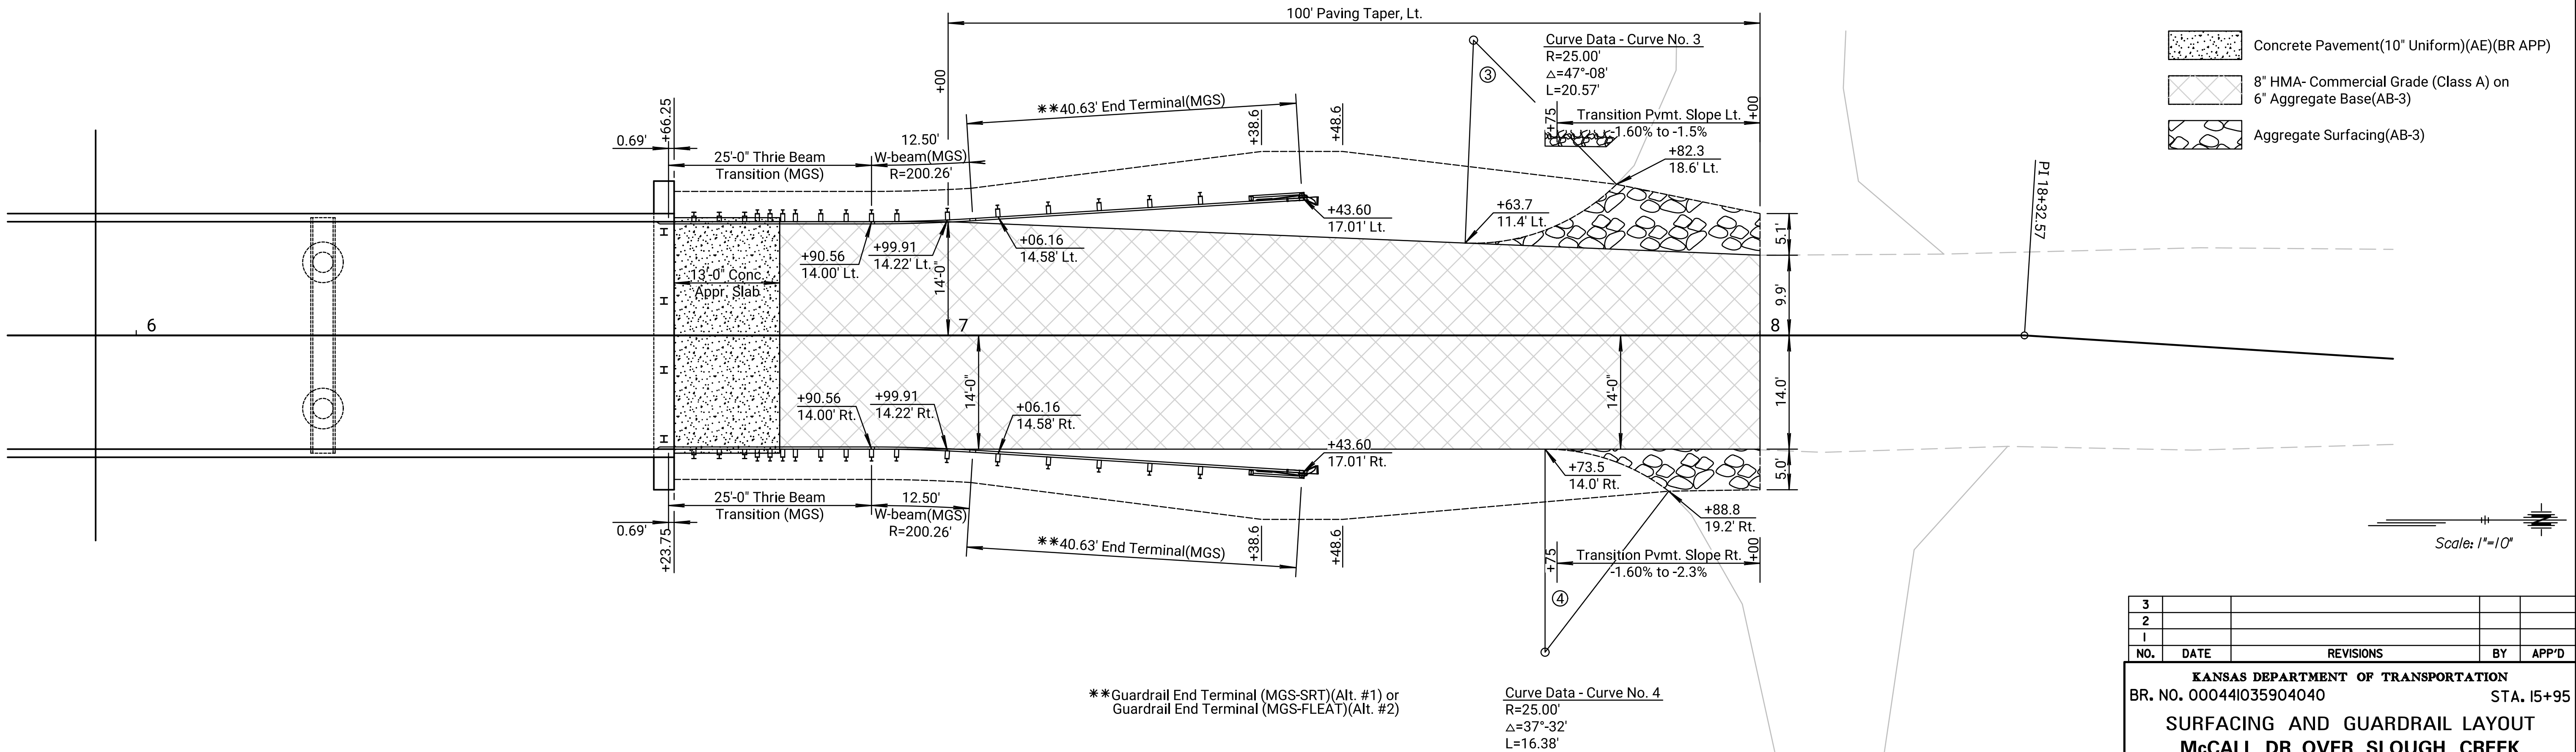 100' Paving Taper, Lt.
Curve Data - Curve No. 3
R=25.00'
△=47°-08'
L=20.57'
③
Concrete Pavement(10" Uniform)(AE)(BR APP)
8" HMA- Commercial Grade (Class A) on
6" Aggregate Base(AB-3)
Aggregate Surfacing(AB-3)
+00
**40.63' End Terminal(MGS)
+66.25
0.69'
25'-0" Thrie Beam
Transition (MGS)
12.50'
W-beam(MGS)
R=200.26'
+38.6
+48.6
+75
Transition Pvmt. Slope Lt.
-1.60% to -1.5%
+00
+82.3
18.6' Lt.
+63.7
11.4' Lt.
+43.60
17.01' Lt.
+06.16
14.58' Lt.
+99.91
14.22' Lt.
+90.56
14.00' Lt.
14'-0"
13'-0" Conc.
Appr. Slab
5.1'
9.9'
PI 18+32.57
6
7
8
14'-0"
14'-0"
14.0'
5.0'
+90.56
14.00' Rt.
+99.91
14.22' Rt.
+06.16
14.58' Rt.
+43.60
17.01' Rt.
+73.5
14.0' Rt.
+88.8
19.2' Rt.
25'-0" Thrie Beam
Transition (MGS)
12.50'
W-beam(MGS)
R=200.26'
0.69'
+23.75
**40.63' End Terminal(MGS)
+38.6
+48.6
+75
Transition Pvmt. Slope Rt.
-1.60% to -2.3%
+00
④
N
Scale: 1"=10"
**Guardrail End Terminal (MGS-SRT)(Alt. #1) or
Guardrail End Terminal (MGS-FLEAT)(Alt. #2)
Curve Data - Curve No. 4
R=25.00'
△=37°-32'
L=16.38'
3
2
1
NO. DATE REVISIONS BY APP'D
KANSAS DEPARTMENT OF TRANSPORTATION
BR. NO. 000441035904040 STA. 15+95
SURFACING AND GUARDRAIL LAYOUT
McCALL DR OVER SLOUGH CREEK